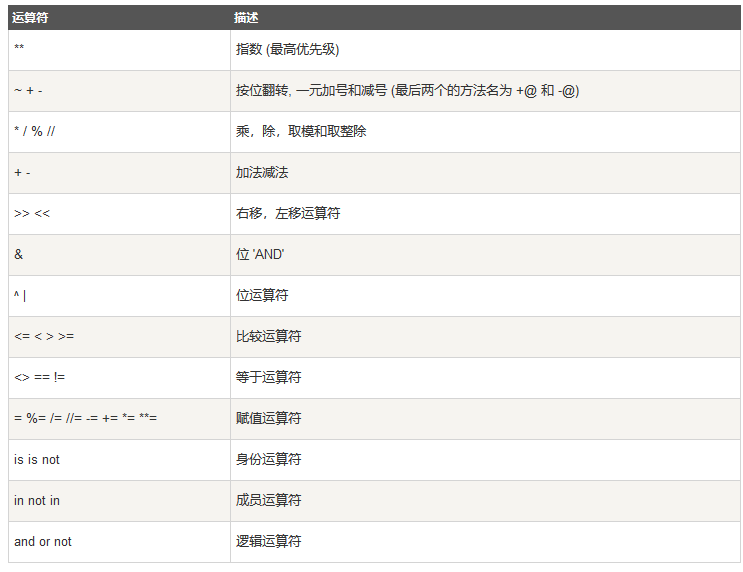 运算符 描述
** 指数 (最高优先级)
~ + - 按位翻转, 一元加号和减号 (最后两个的方法名为 +@ 和 -@)
* / % // 乘，除，取模和取整除
+ - 加法减法
>> << 右移，左移运算符
& 位 'AND'
^ | 位运算符
<= < > >= 比较运算符
<> == != 等于运算符
= %= /= //= -= += *= **= 赋值运算符
is is not 身份运算符
in not in 成员运算符
and or not 逻辑运算符